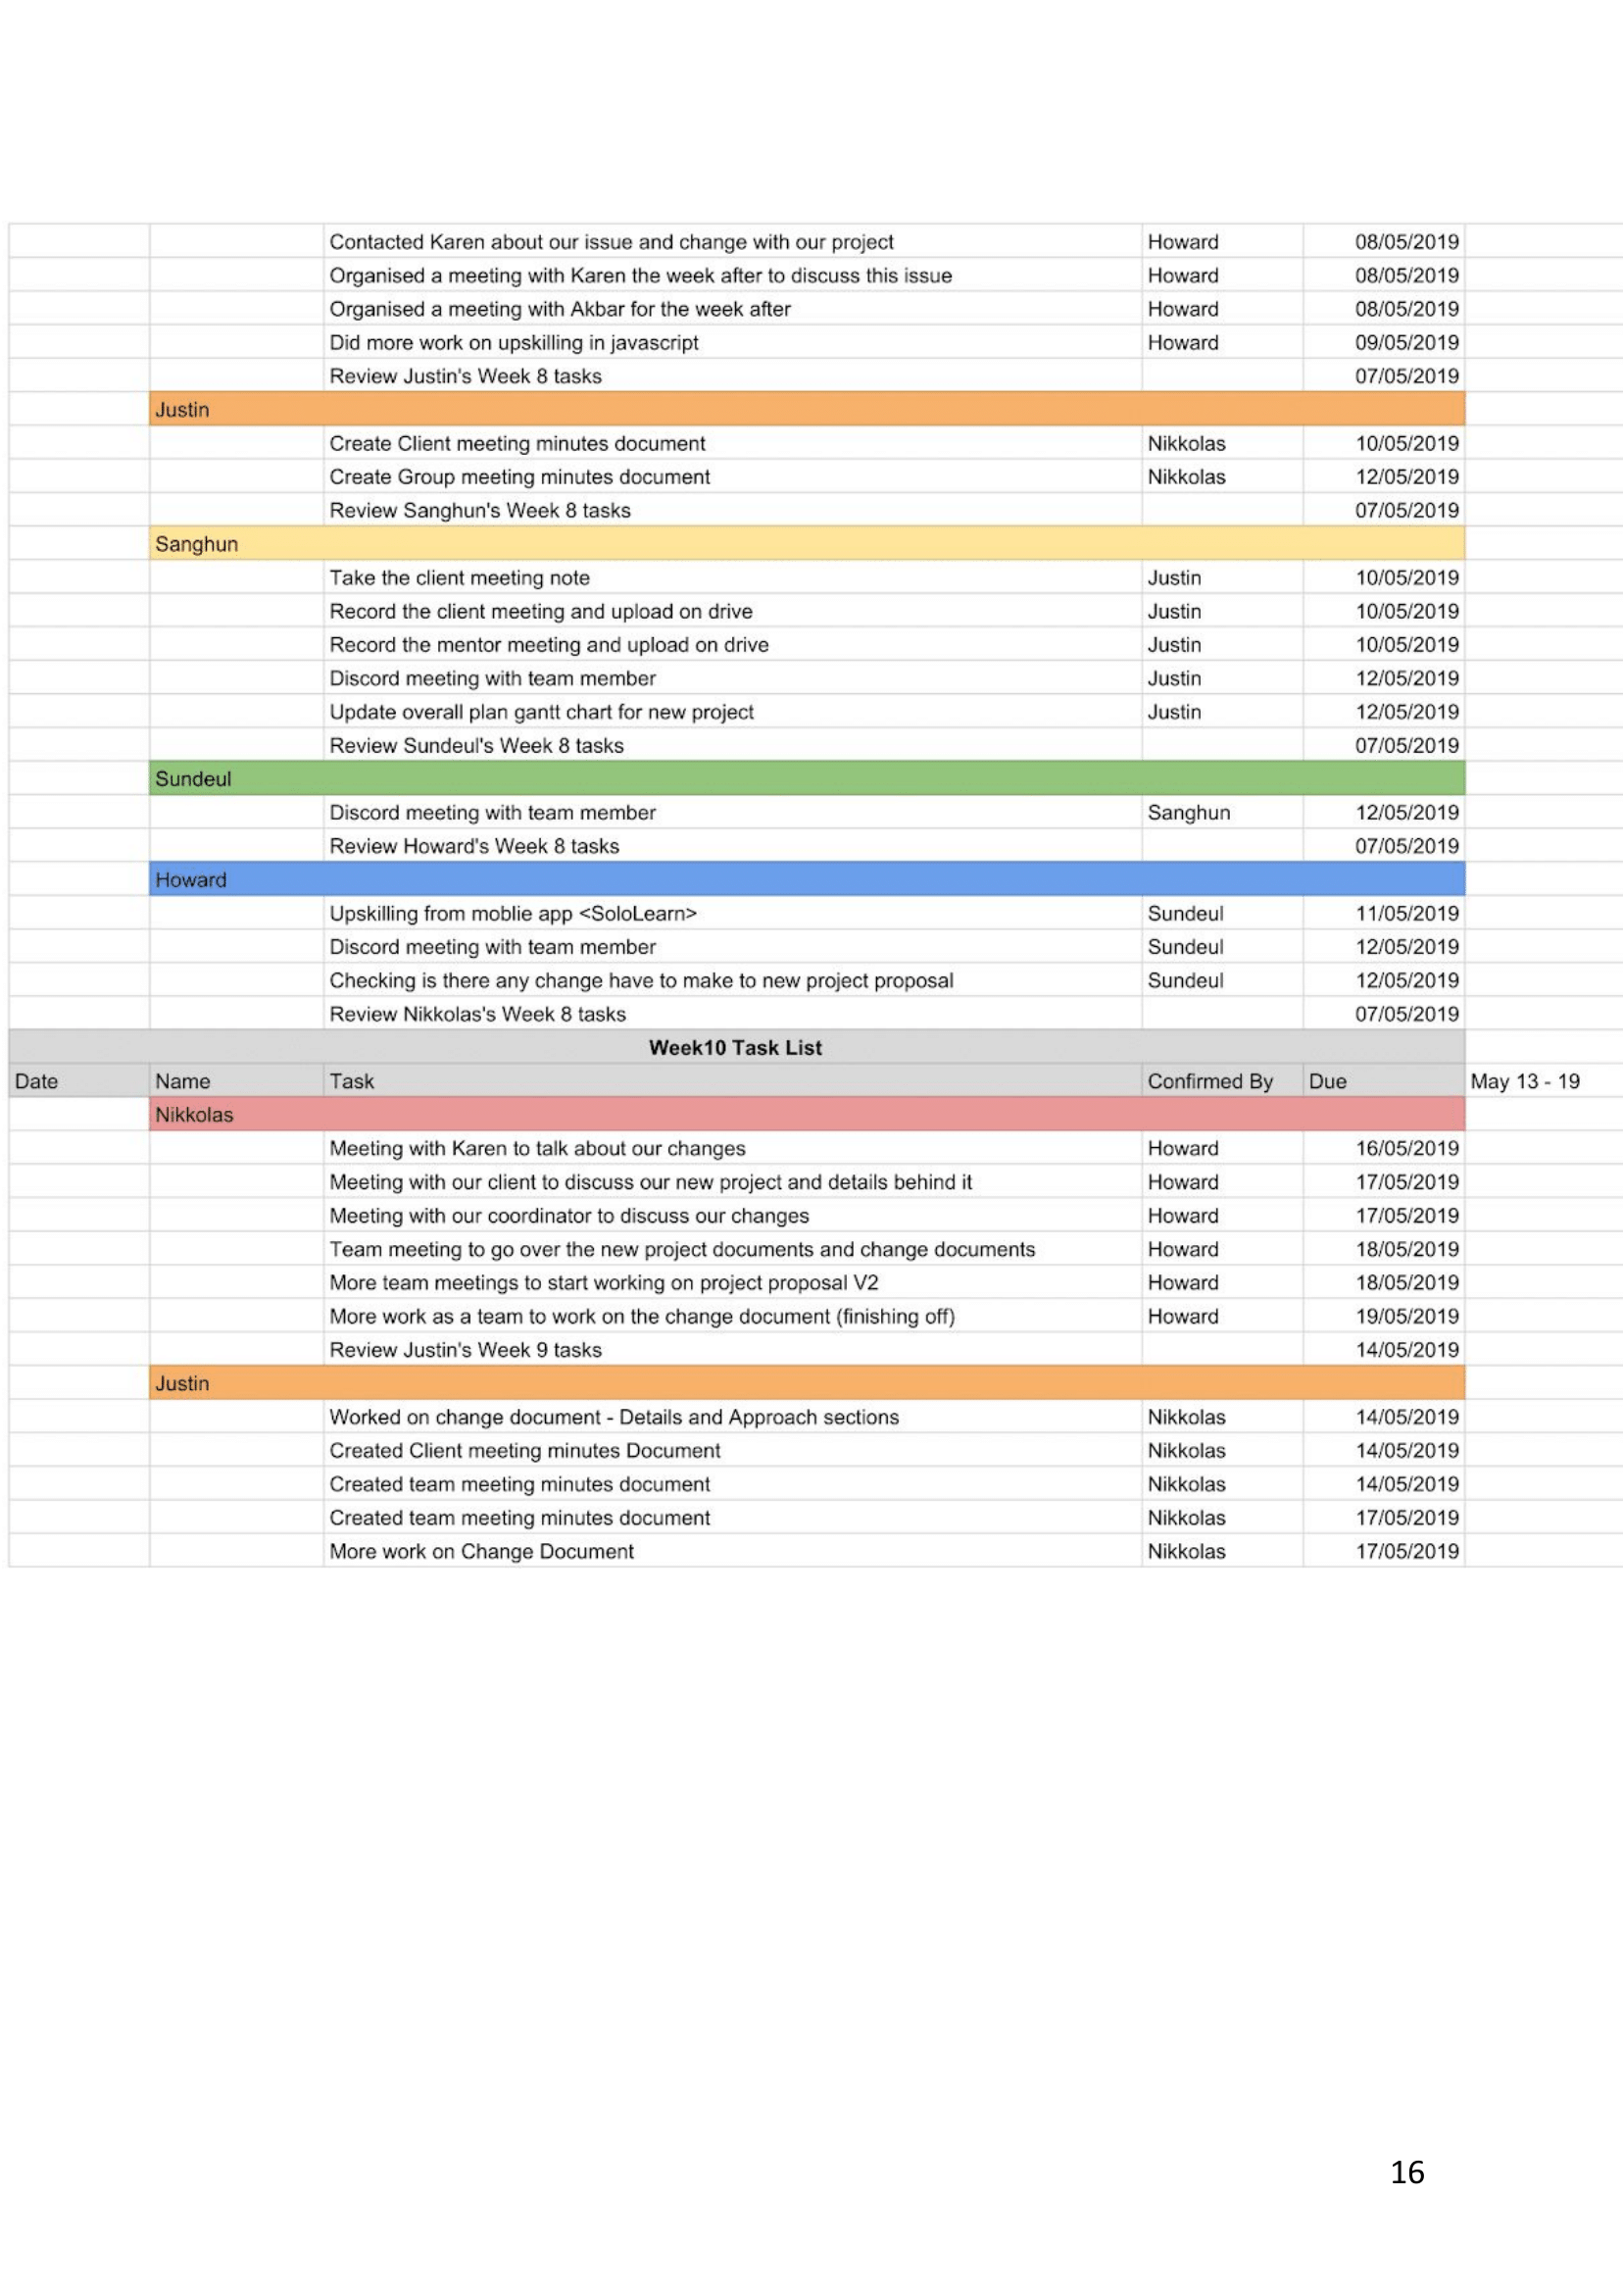 Contacted Karen about our issue and change with our project Howard 08/05/2019
Organised a meeting with Karen the week after to discuss this issue Howard 08/05/2019
Organised a meeting with Akbar for the week after Howard 08/05/2019
Did more work on upskilling in javascript Howard 09/05/2019
Review Justin's Week 8 tasks 07/05/2019
Justin
Create Client meeting minutes document Nikkolas 10/05/2019
Create Group meeting minutes document Nikkolas 12/05/2019
Review Sanghun's Week 8 tasks 07/05/2019
Sanghun
Take the client meeting note Justin 10/05/2019
Record the client meeting and upload on drive Justin 10/05/2019
Record the mentor meeting and upload on drive Justin 10/05/2019
Discord meeting with team member Justin 12/05/2019
Update overall plan gantt chart for new project Justin 12/05/2019
Review Sundeul's Week 8 tasks 07/05/2019
Sundeul
Discord meeting with team member Sanghun 12/05/2019
Review Howard's Week 8 tasks 07/05/2019
Howard
Upskilling from moblie app <SoloLearn> Sundeul 11/05/2019
Discord meeting with team member Sundeul 12/05/2019
Checking is there any change have to make to new project proposal Sundeul 12/05/2019
Review Nikkolas's Week 8 tasks 07/05/2019
Week10 Task List
Date Name Task Confirmed By Due May 13 - 19
Nikkolas
Meeting with Karen to talk about our changes Howard 16/05/2019
Meeting with our client to discuss our new project and details behind it Howard 17/05/2019
Meeting with our coordinator to discuss our changes Howard 17/05/2019
Team meeting to go over the new project documents and change documents Howard 18/05/2019
More team meetings to start working on project proposal V2 Howard 18/05/2019
More work as a team to work on the change document (finishing off) Howard 19/05/2019
Review Justin's Week 9 tasks 14/05/2019
Justin
Worked on change document - Details and Approach sections Nikkolas 14/05/2019
Created Client meeting minutes Document Nikkolas 14/05/2019
Created team meeting minutes document Nikkolas 14/05/2019
Created team meeting minutes document Nikkolas 17/05/2019
More work on Change Document Nikkolas 17/05/2019
16